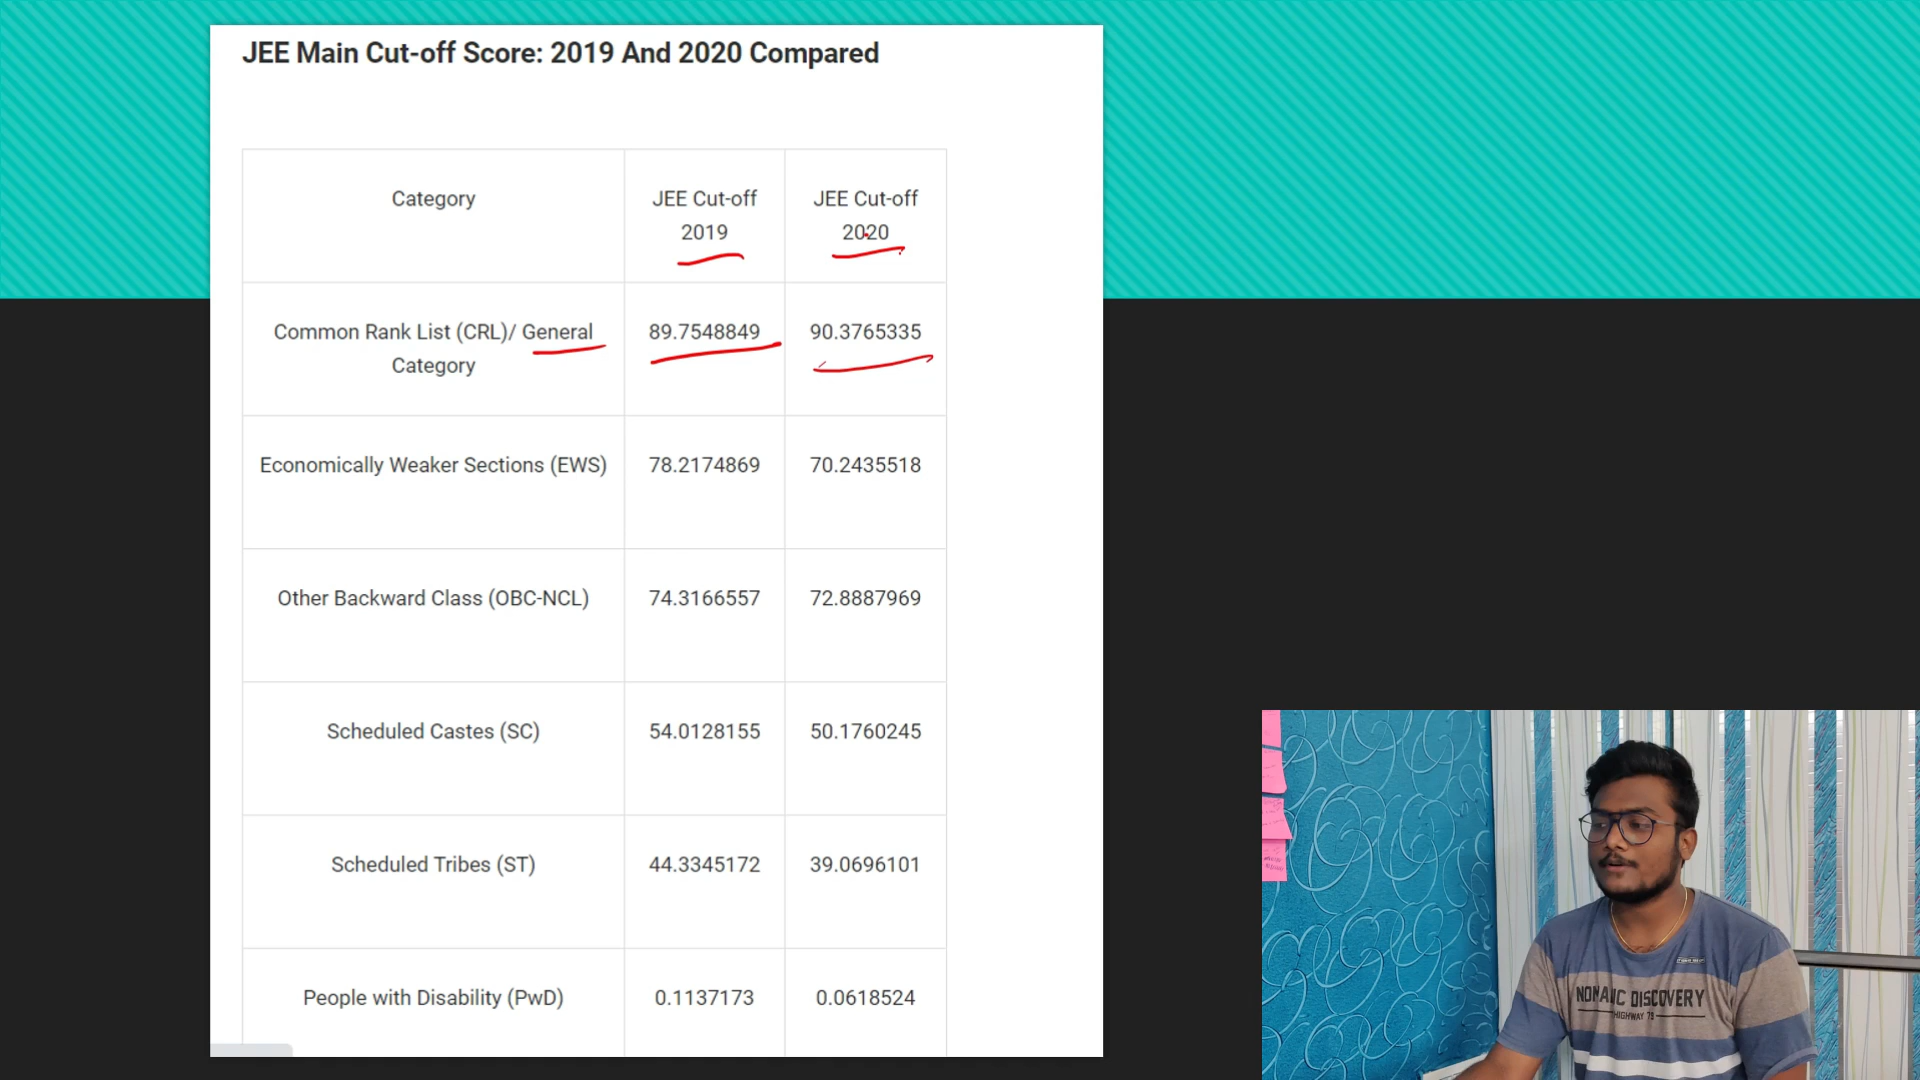 JEE Main Cut-off Score: 2019 And 2020 Compared
Category
JEE Cut-off
2019
JEE Cut-off
2020
Common Rank List (CRL)/ General
Category
89.7548849
90.3765335
Economically Weaker Sections (EWS)
78.2174869
70.2435518
Other Backward Class (OBC-NCL)
74.3166557
72.8887969
Scheduled Castes (SC)
54.0128155
50.1760245
Scheduled Tribes (ST)
44.3345172
39.0696101
People with Disability (PwD)
0.1137173
0.0618524
NOMADIC DISCOVERY
HIGHWAY 79